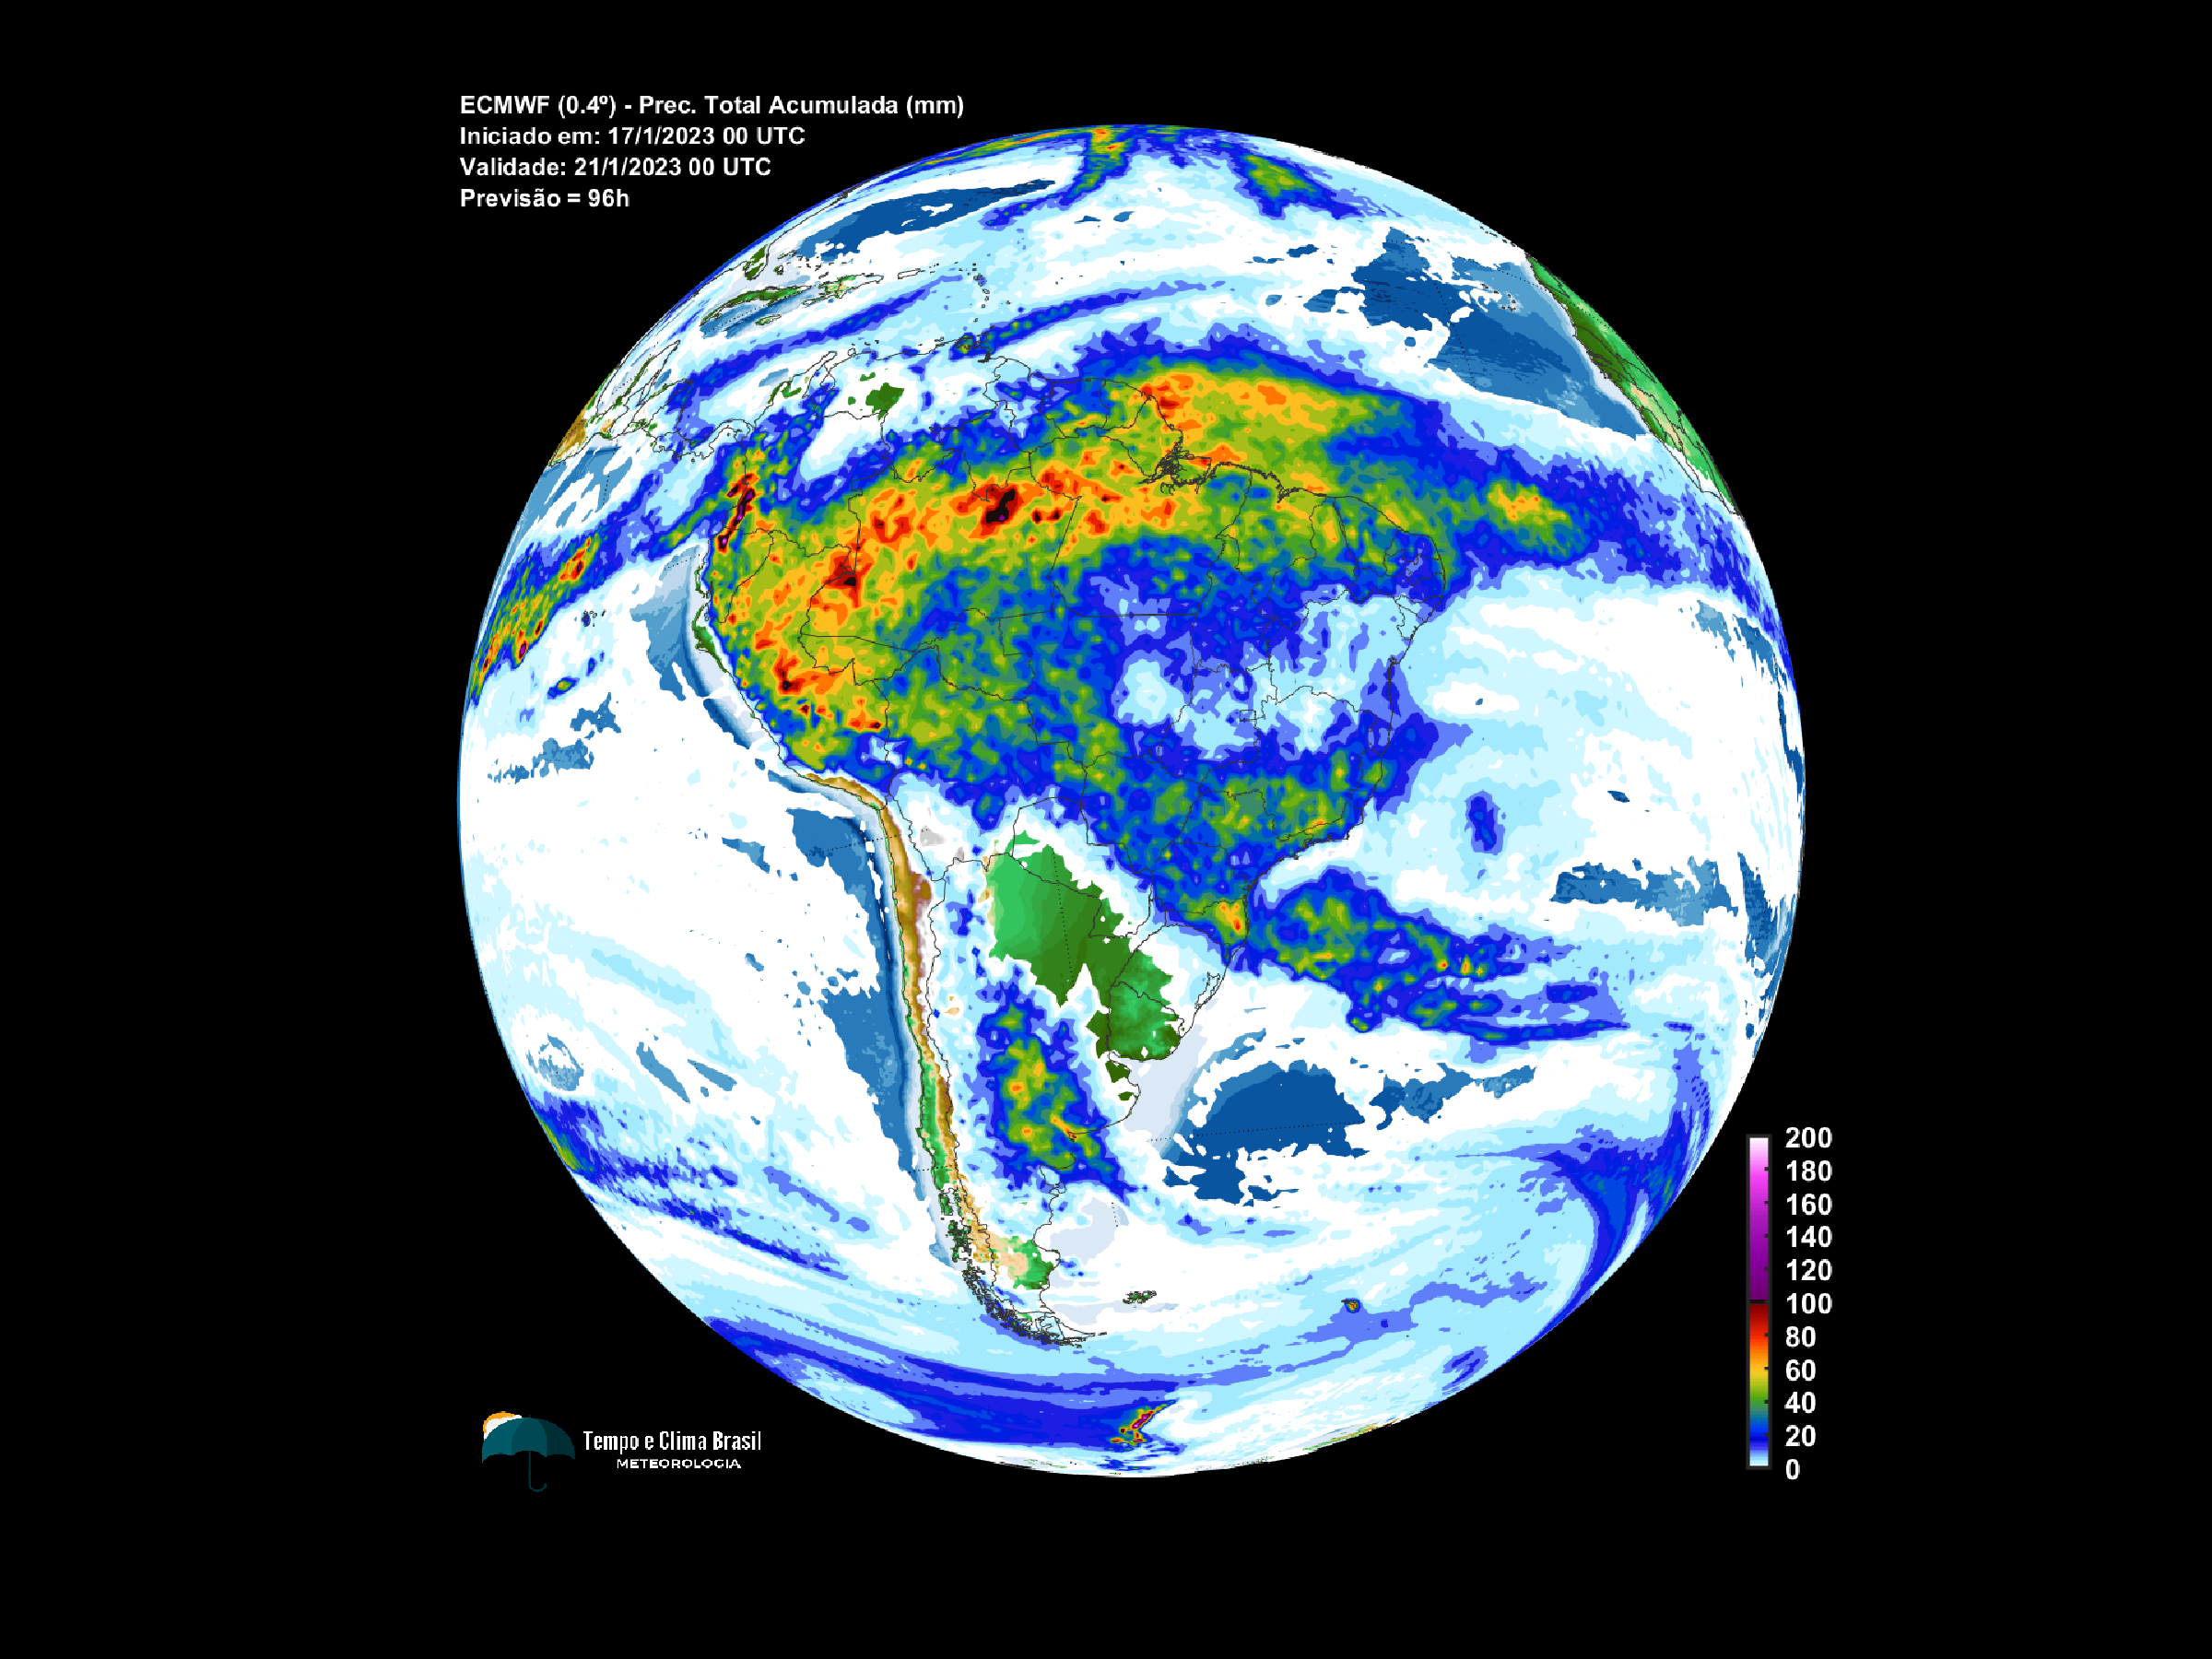 ECMWF (0.4º) - Prec. Total Acumulada (mm)
Iniciado em: 17/1/2023 00 UTC
Validade: 21/1/2023 00 UTC
Previsão = 96h
200
180
160
140
120
100
80
60
40
20
0
Tempo e Clima Brasil
METEOROLOGIA